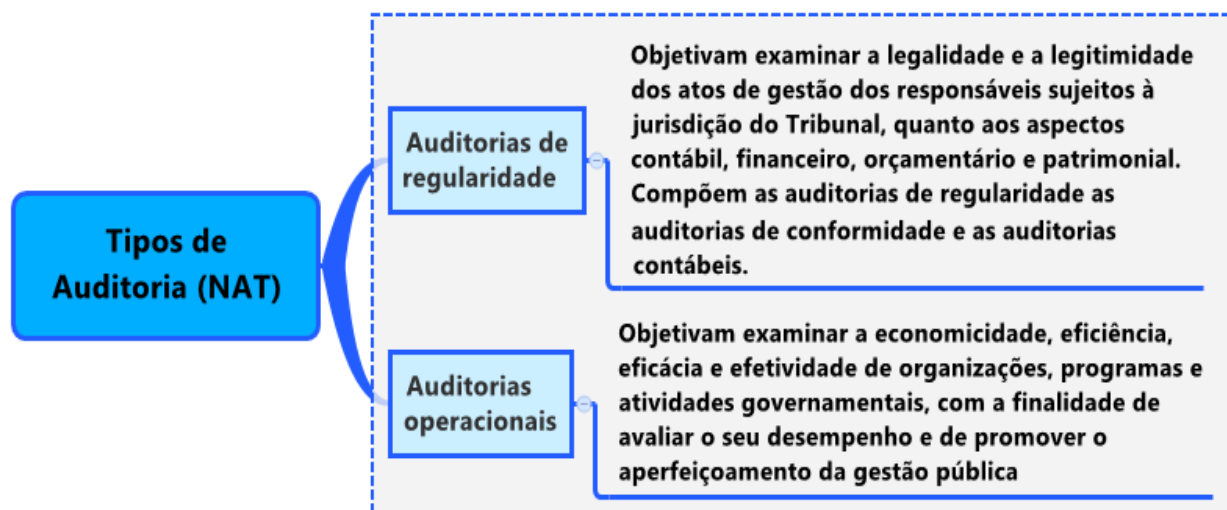 Tipos de
Auditoria (NAT)
Auditorias de
regularidade
Objetivam examinar a legalidade e a legitimidade
dos atos de gestão dos responsáveis sujeitos à
jurisdição do Tribunal, quanto aos aspectos
contábil, financeiro, orçamentário e patrimonial.
Compõem as auditorias de regularidade as
auditorias de conformidade e as auditorias
contábeis.
Auditorias
operacionais
Objetivam examinar a economicidade, eficiência,
eficácia e efetividade de organizações, programas e
atividades governamentais, com a finalidade de
avaliar o seu desempenho e de promover o
aperfeiçoamento da gestão pública